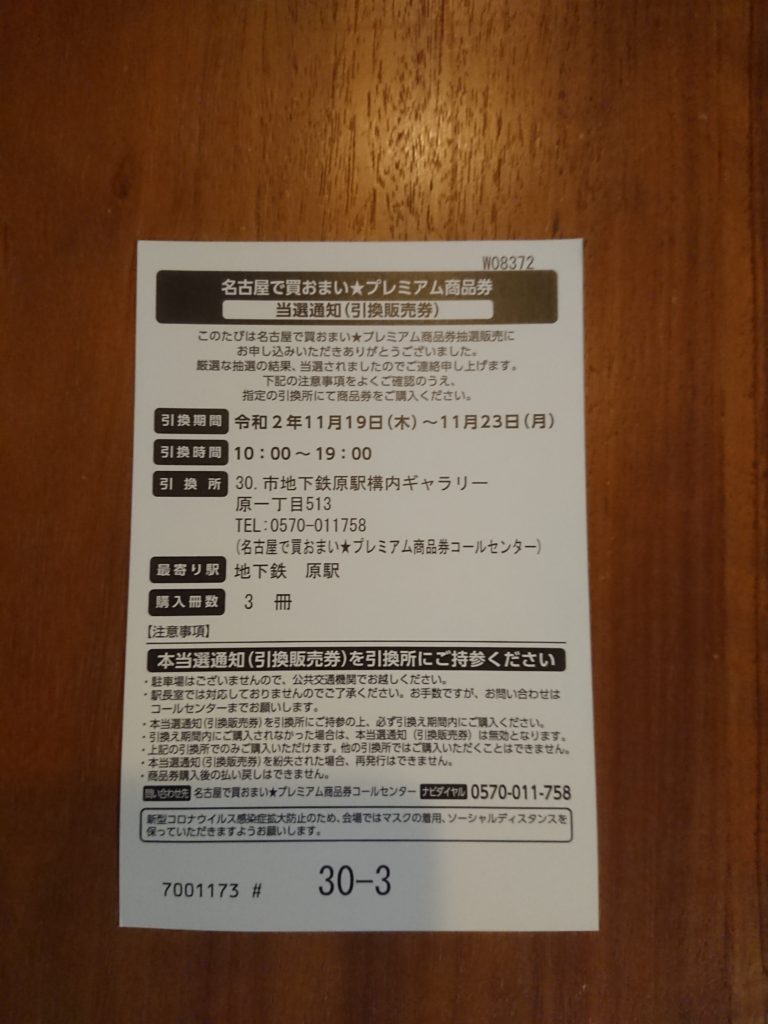 W08372
名古屋で買おまい★プレミアム商品券
当選通知(引換販売券)
このたびは名古屋で買おまい★プレミアム商品券抽選販売に
お申し込みいただきありがとうございました。
厳選な抽選の結果、当選されましたのでご連絡申し上げます。
下記の注意事項をよくご確認のうえ、
指定の引換所にて商品券をご購入ください。
引換期間 令和2年11月19日(木)～11月23日(月)
引換時間 10:00～19:00
引換所 30.市地下鉄原駅構内ギャラリー
原一丁目513
TEL:0570-011758
(名古屋で買おまい★プレミアム商品券コールセンター)
最寄り駅 地下鉄 原駅
購入冊数 3 冊
【注意事項】
本当選通知(引換販売券)を引換所にご持参ください
・駐車場はございませんので、公共交通機関でお越しください。
・駅長室では対応しておりませんのでご了承ください。お手数ですが、お問い合わせは
コールセンターまでお願いします。
・本当選通知(引換販売券)を引換所にご持参の上、必ず引換え期間内にご購入ください。
・引換え期間内にご購入されなかった場合は、本当選通知(引換販売券)は無効となります。
・上記の引換所でのみご購入いただけます。他の引換所ではご購入いただくことはできません。
・本当選通知(引換販売券)を紛失された場合、再発行はできません。
・商品券購入後の払い戻しはできません。
問い合わせ先 名古屋で買おまい★プレミアム商品券コールセンター ナビダイヤル 0570-011-758
新型コロナウイルス感染症拡大防止のため、会場ではマスクの着用、ソーシャルディスタンスを
保っていただきますようお願いします。
7001173 # 30-3